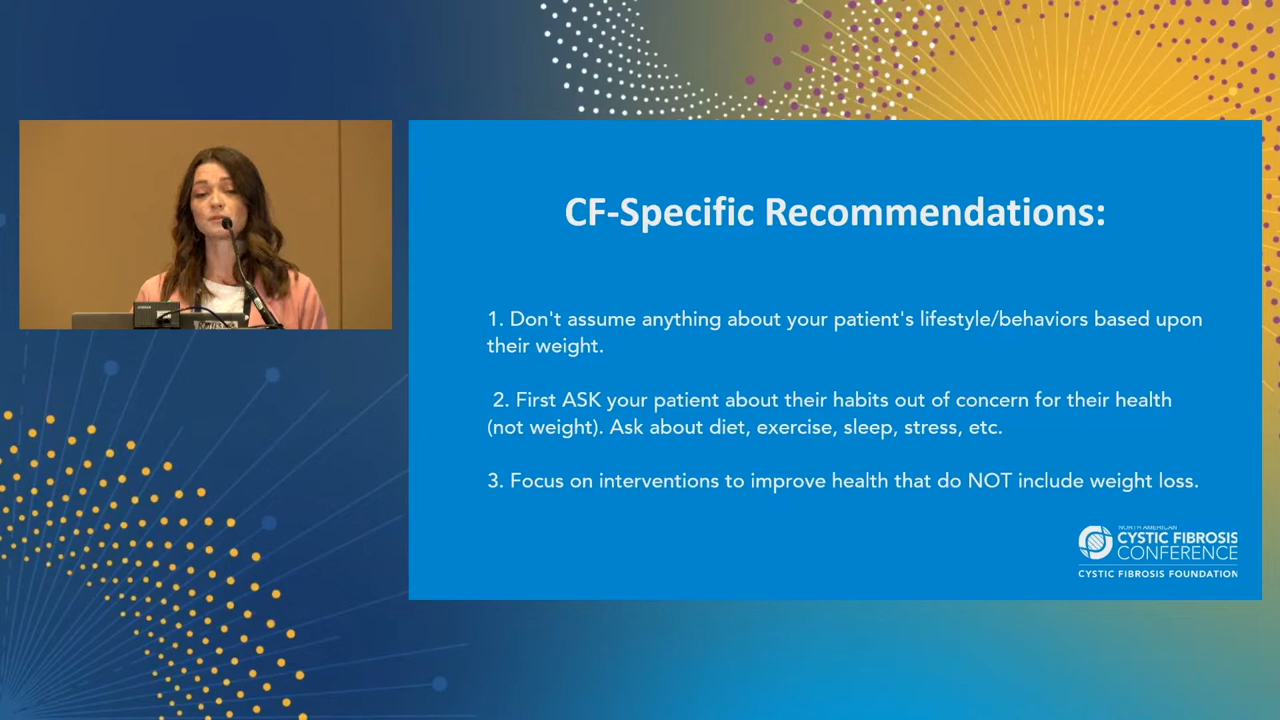 CF-Specific Recommendations:
1. Don't assume anything about your patient's lifestyle/behaviors based upon
their weight.
2. First ASK your patient about their habits out of concern for their health
(not weight). Ask about diet, exercise, sleep, stress, etc.
3. Focus on interventions to improve health that do NOT include weight loss.
NORTH AMERICAN
CYSTIC FIBROSIS
CONFERENCE
CYSTIC FIBROSIS FOUNDATION